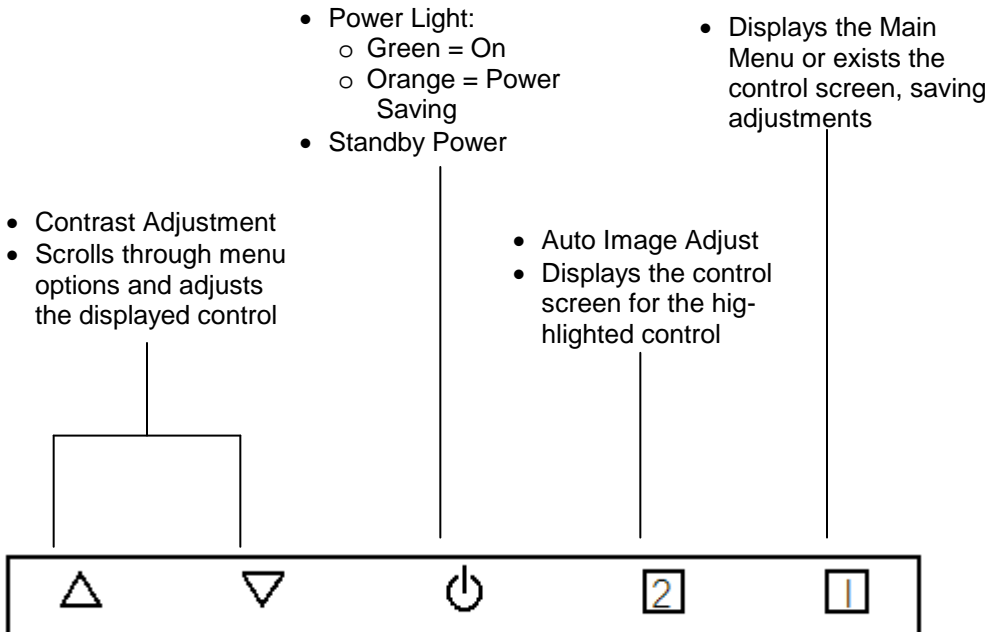 • Power Light:
o Green = On
o Orange = Power
Saving
• Standby Power
• Displays the Main
Menu or exists the
control screen, saving
adjustments
• Contrast Adjustment
• Scrolls through menu
options and adjusts
the displayed control
• Auto Image Adjust
• Displays the control
screen for the hig-
hlighted control
2
1